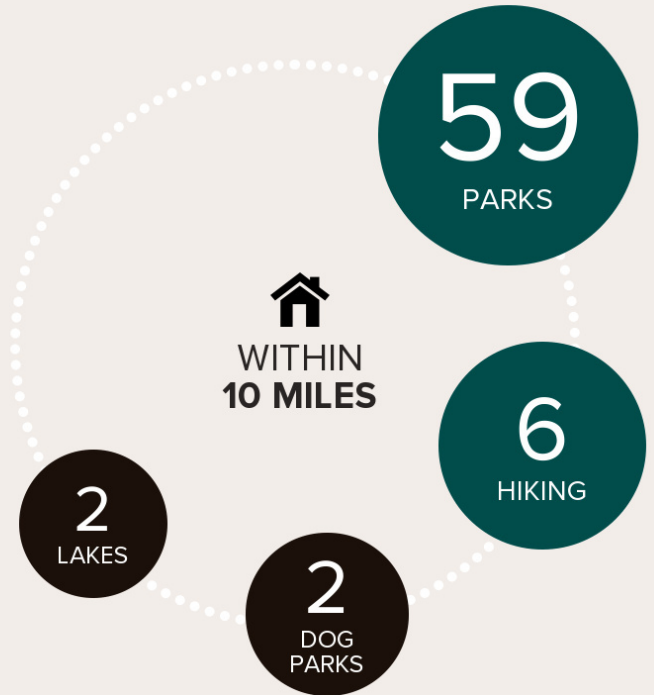 59
PARKS
WITHIN
10 MILES
6
HIKING
2
LAKES
2
DOG
PARKS